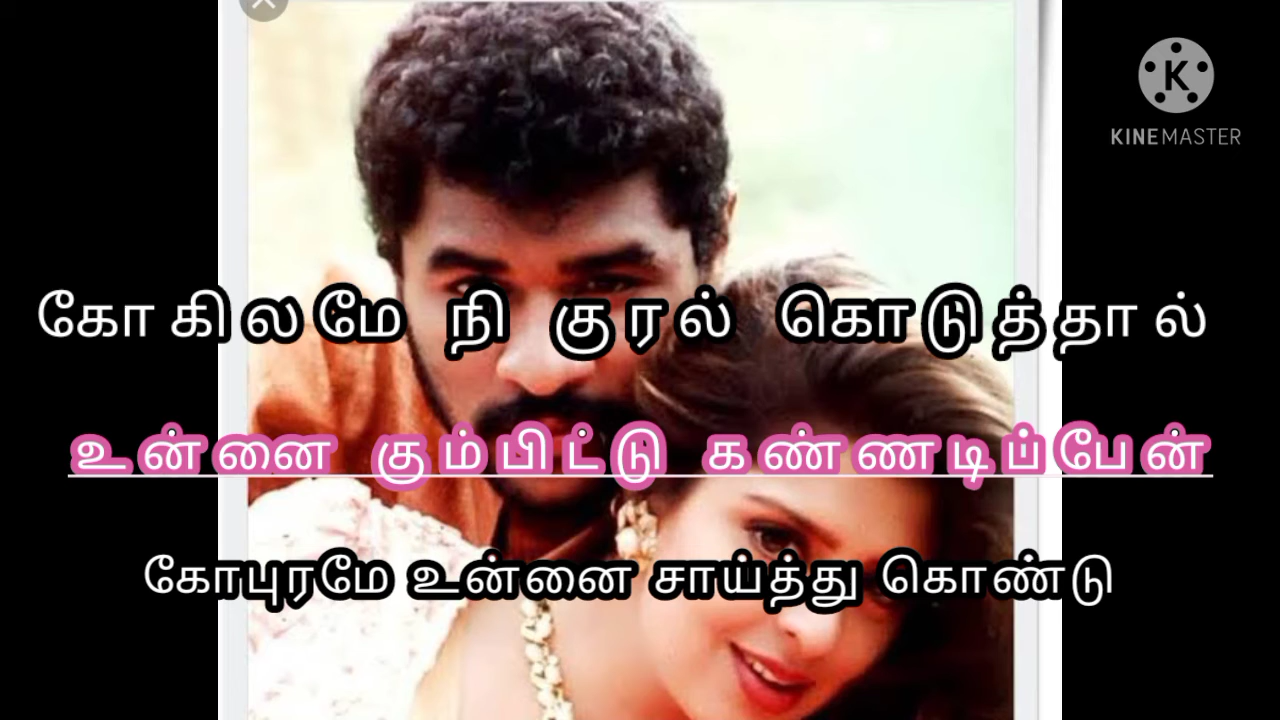 KINEMASTER
கோகிலமே நி குரல் கொடுத்தால்
உன்னை கும்பிட்டு கண்ணடிப்பேன்
கோபுரமே உன்னை சாய்த்து கொண்டு